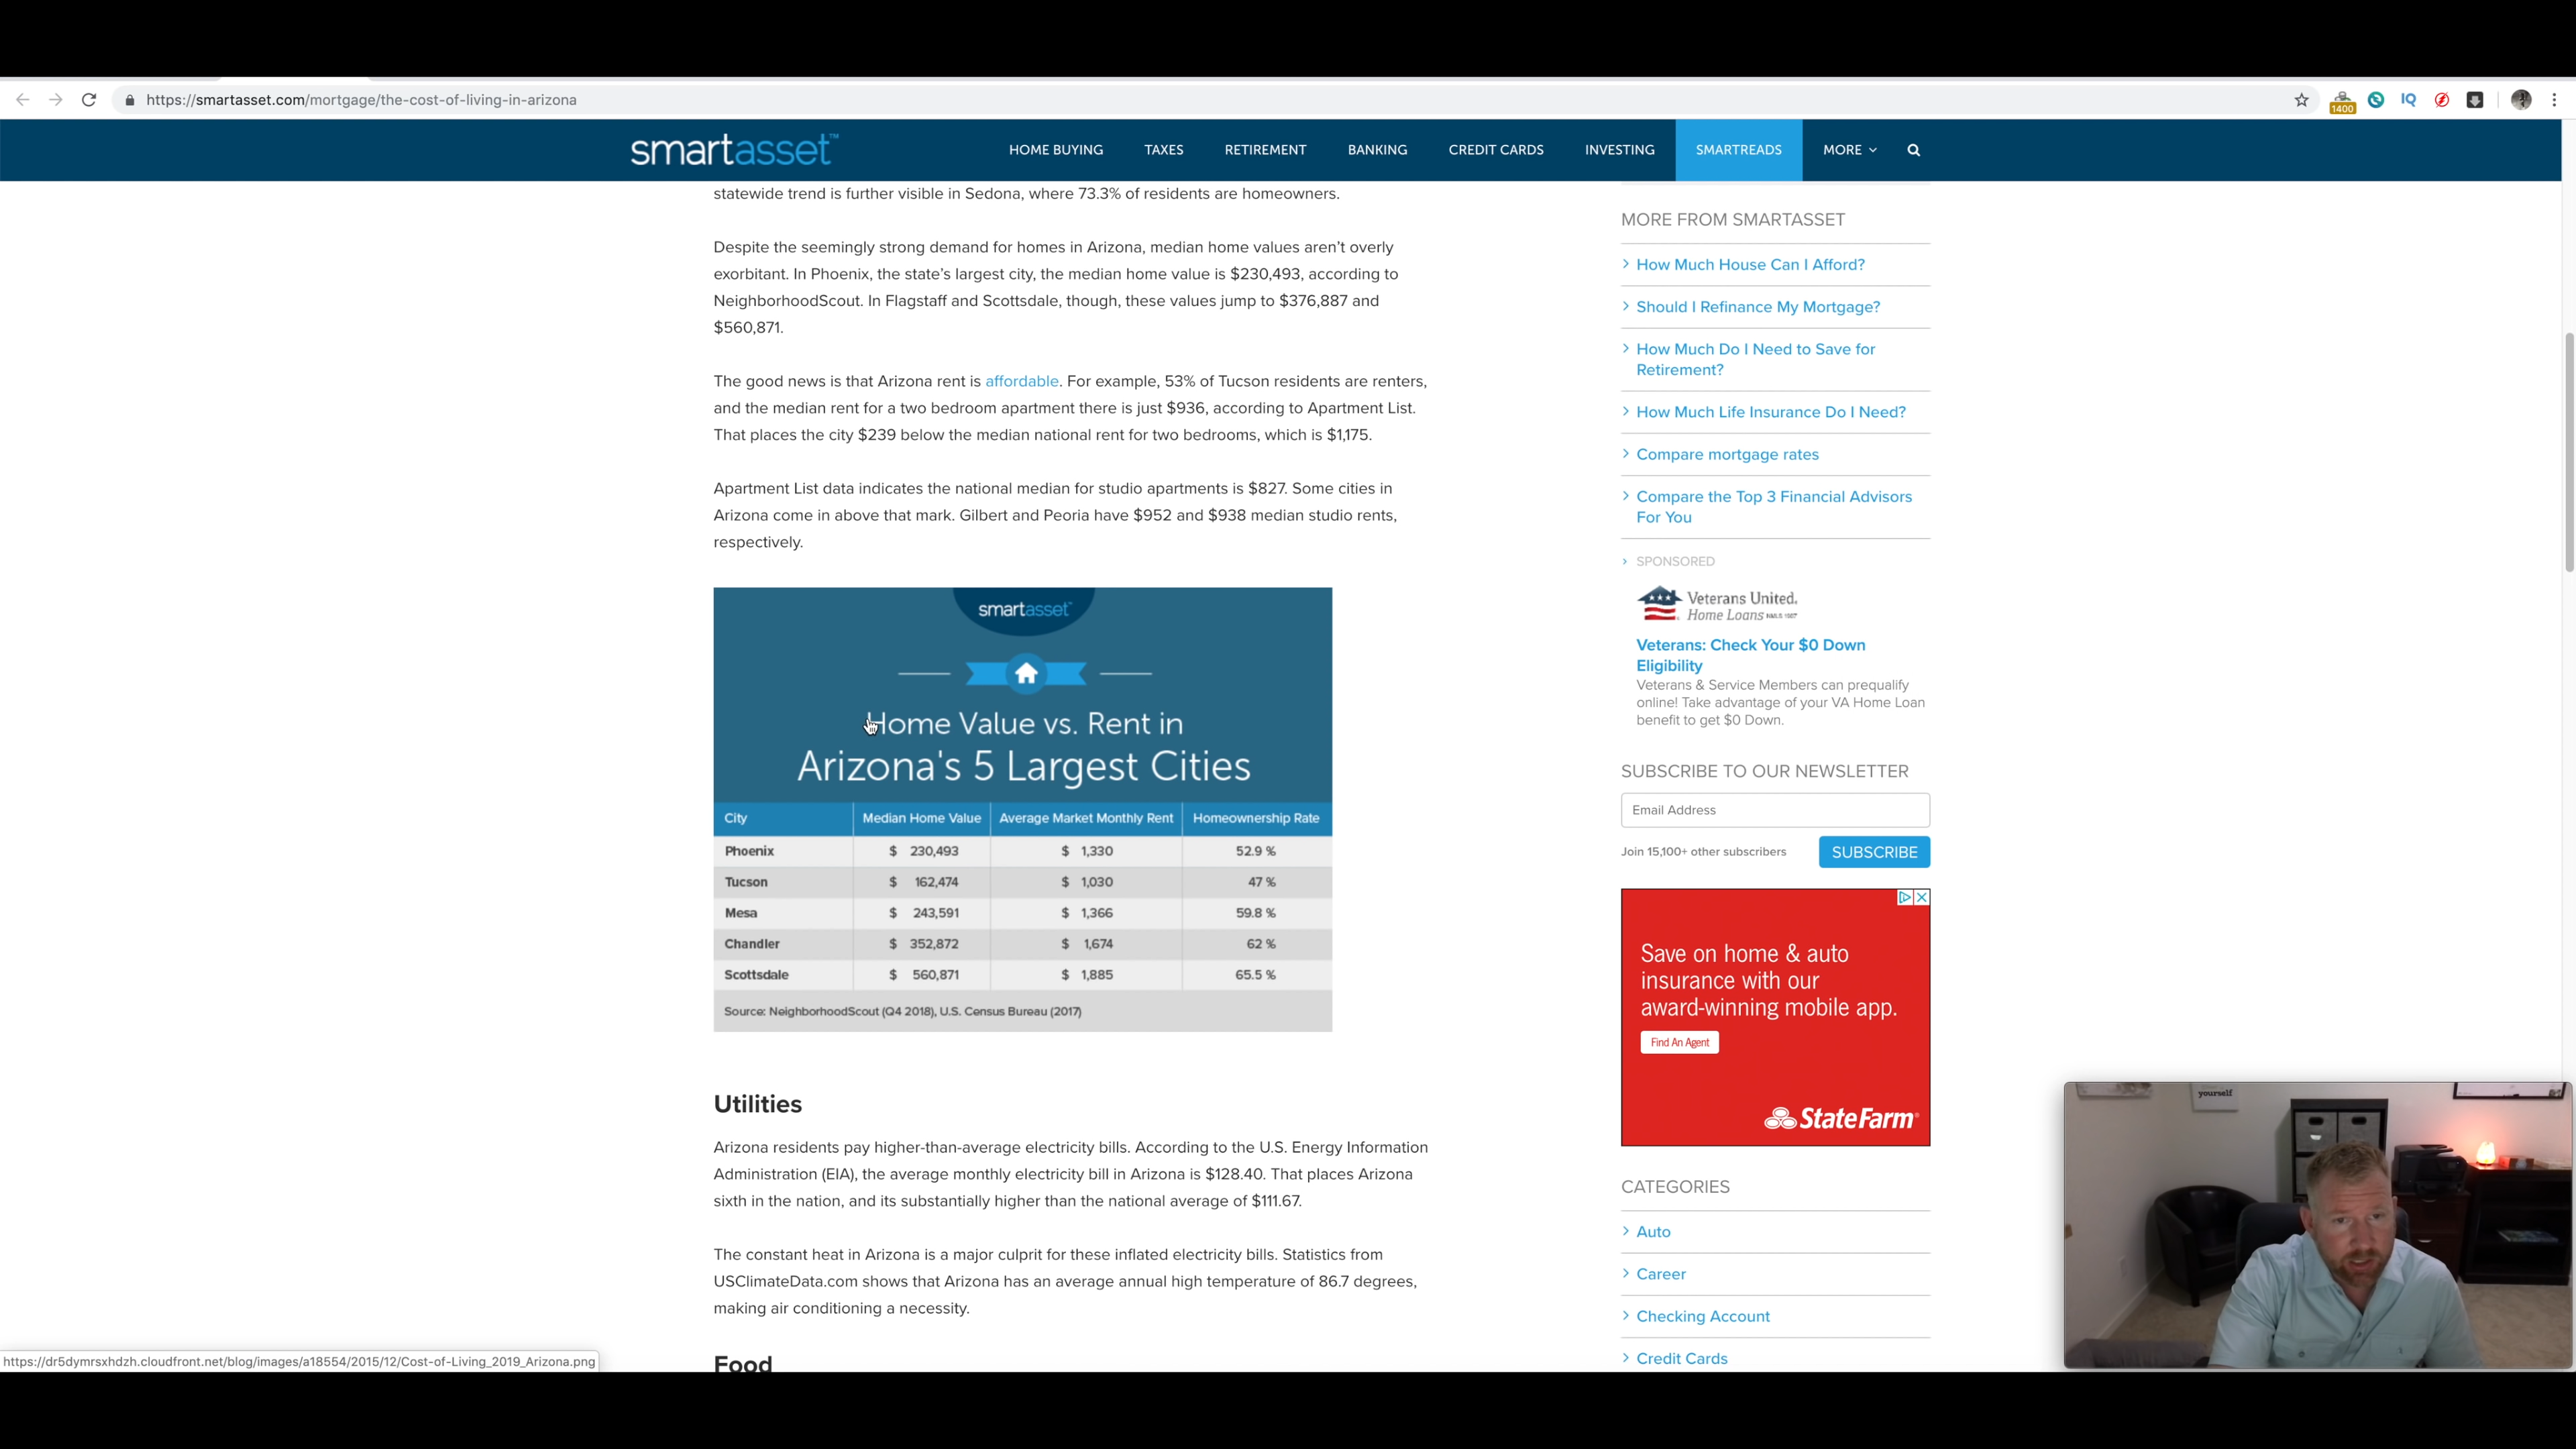 https://smartasset.com/mortgage/the-cost-of-living-in-arizona
1400
IQ
smartasset™
HOME BUYING
TAXES
RETIREMENT
BANKING
CREDIT CARDS
INVESTING
SMARTREADS
MORE
statewide trend is further visible in Sedona, where 73.3% of residents are homeowners.
Despite the seemingly strong demand for homes in Arizona, median home values aren’t overly
exorbitant. In Phoenix, the state’s largest city, the median home value is $230,493, according to
NeighborhoodScout. In Flagstaff and Scottsdale, though, these values jump to $376,887 and
$560,871.
The good news is that Arizona rent is affordable. For example, 53% of Tucson residents are renters,
and the median rent for a two bedroom apartment there is just $936, according to Apartment List.
That places the city $239 below the median national rent for two bedrooms, which is $1,175.
Apartment List data indicates the national median for studio apartments is $827. Some cities in
Arizona come in above that mark. Gilbert and Peoria have $952 and $938 median studio rents,
respectively.
smartasset™
Home Value vs. Rent in
Arizona's 5 Largest Cities
City Median Home Value Average Market Monthly Rent Homeownership Rate
Phoenix $ 230,493 $ 1,330 52.9 %
Tucson $ 162,474 $ 1,030 47 %
Mesa $ 243,591 $ 1,366 59.8 %
Chandler $ 352,872 $ 1,674 62 %
Scottsdale $ 560,871 $ 1,885 65.5 %
Source: NeighborhoodScout (Q4 2018), U.S. Census Bureau (2017)
Utilities
Arizona residents pay higher-than-average electricity bills. According to the U.S. Energy Information
Administration (EIA), the average monthly electricity bill in Arizona is $128.40. That places Arizona
sixth in the nation, and its substantially higher than the national average of $111.67.
The constant heat in Arizona is a major culprit for these inflated electricity bills. Statistics from
USClimateData.com shows that Arizona has an average annual high temperature of 86.7 degrees,
making air conditioning a necessity.
Food
MORE FROM SMARTASSET
How Much House Can I Afford?
Should I Refinance My Mortgage?
How Much Do I Need to Save for
Retirement?
How Much Life Insurance Do I Need?
Compare mortgage rates
Compare the Top 3 Financial Advisors
For You
SPONSORED
Veterans United.
Home Loans
Veterans: Check Your $0 Down
Eligibility
Veterans & Service Members can prequalify
online! Take advantage of your VA Home Loan
benefit to get $0 Down.
SUBSCRIBE TO OUR NEWSLETTER
Email Address
Join 15,100+ other subscribers
SUBSCRIBE
Save on home & auto
insurance with our
award-winning mobile app.
Find An Agent
StateFarm®
CATEGORIES
Auto
Career
Checking Account
Credit Cards
yourself
https://dr5dymrsxhdzh.cloudfront.net/blog/images/a18554/2015/12/Cost-of-Living_2019_Arizona.png